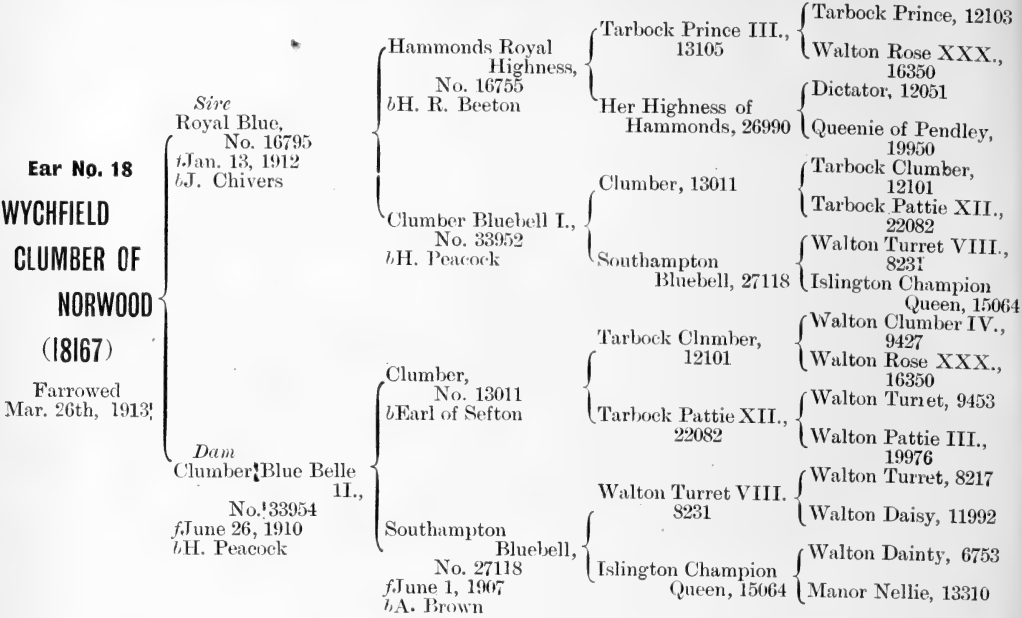 Ear No. 18
WYCHFIELD
CLUMBER OF
NORWOOD
(18167)
Farrowed
Mar. 26th, 1913
Sire
Royal Blue,
No. 16795
fJan. 13, 1912
bJ. Chivers
Dam
Clumber Blue Belle
II.,
No. 33954
fJune 26, 1910
bH. Peacock
Hammonds Royal
Highness,
No. 16755
bH. R. Beeton
Clumber Bluebell I.,
No. 33952
bH. Peacock
Clumber,
No. 13011
bEarl of Sefton
Southampton
Bluebell,
No. 27118
fJune 1, 1907
bA. Brown
Tarbock Prince III.,
13105
Her Highness of
Hammonds, 26990
Clumber, 13011
Southampton
Bluebell, 27118
Tarbock Clnmber,
12101
Tarbock Pattie XII.,
22082
Walton Turret VIII.
8231
Islington Champion
Queen, 15064
Tarbock Prince, 12103
Walton Rose XXX.,
16350
Dictator, 12051
Queenie of Pendley,
19950
Tarbock Clumber,
12101
Tarbock Pattie XII.,
22082
Walton Turret VIII.,
8231
Islington Champion
Queen, 15064
Walton Clumber IV.,
9427
Walton Rose XXX.,
16350
Walton Turret, 9453
Walton Pattie III.,
19976
Walton Turret, 8217
Walton Daisy, 11992
Walton Dainty, 6753
Manor Nellie, 13310